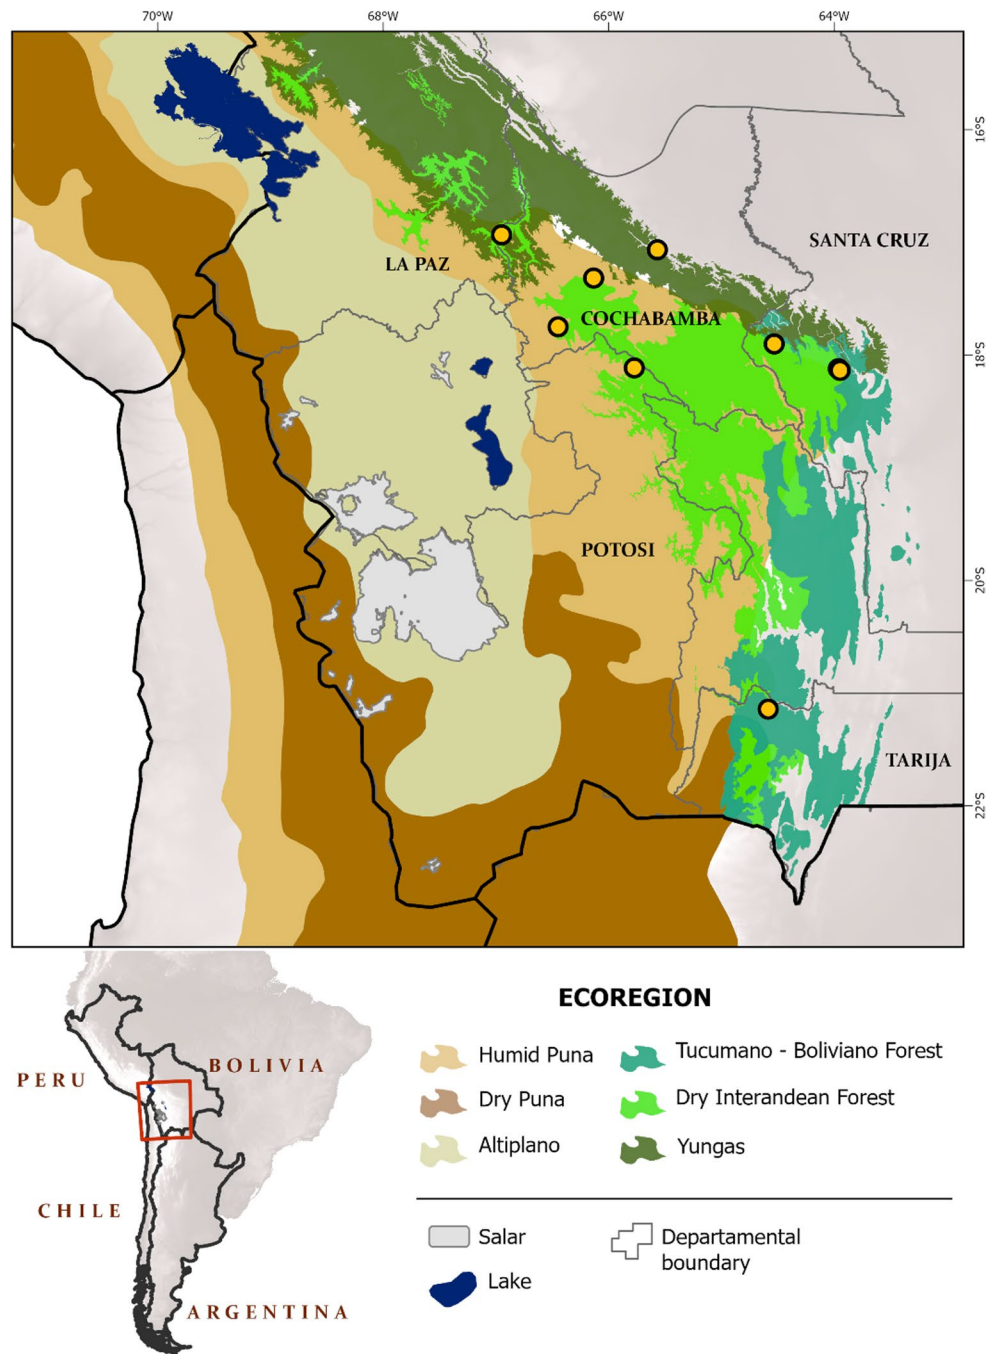 70°W 68°W 66°W 64°W
16°S
SANTA CRUZ
LA PAZ
COCHABAMBA
18°S
POTOSI
20°S
TARIJA
22°S
ECOREGION
Humid Puna
Tucumano - Boliviano Forest
Dry Puna
Dry Interandean Forest
Altiplano
Yungas
Salar
Departamental
boundary
Lake
BOLIVIA
PERU
CHILE
ARGENTINA